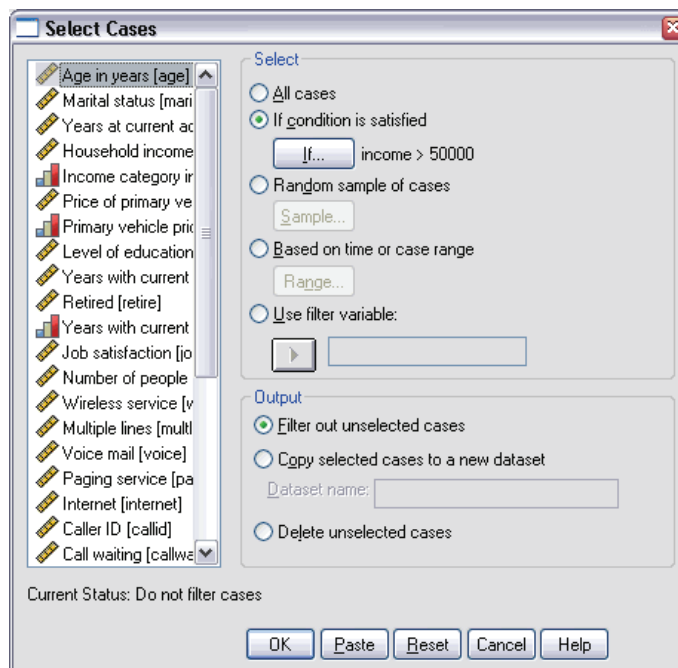 Select Cases
Age in years [age]
Marital status [mari
Years at current ad
Household income
Income category in
Price of primary ve
Primary vehicle pric
Level of education
Years with current
Retired [retire]
Years with current
Job satisfaction [jo
Number of people
Wireless service [w
Multiple lines [multl
Voice mail [voice]
Paging service [pa
Internet [internet]
Caller ID [callid]
Call waiting [callwa
Select
All cases
If condition is satisfied
If... income > 50000
Random sample of cases
Sample...
Based on time or case range
Range...
Use filter variable:
Output
Filter out unselected cases
Copy selected cases to a new dataset
Dataset name:
Delete unselected cases
Current Status: Do not filter cases
OK Paste Reset Cancel Help